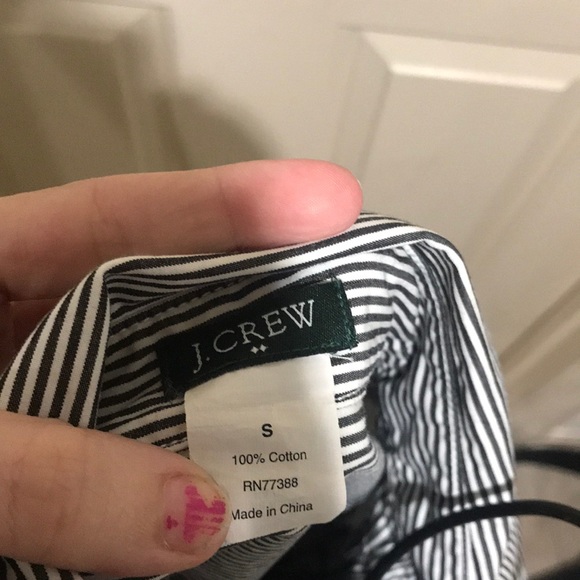 J.CREW
S
100% Cotton
RN77388
Made in China